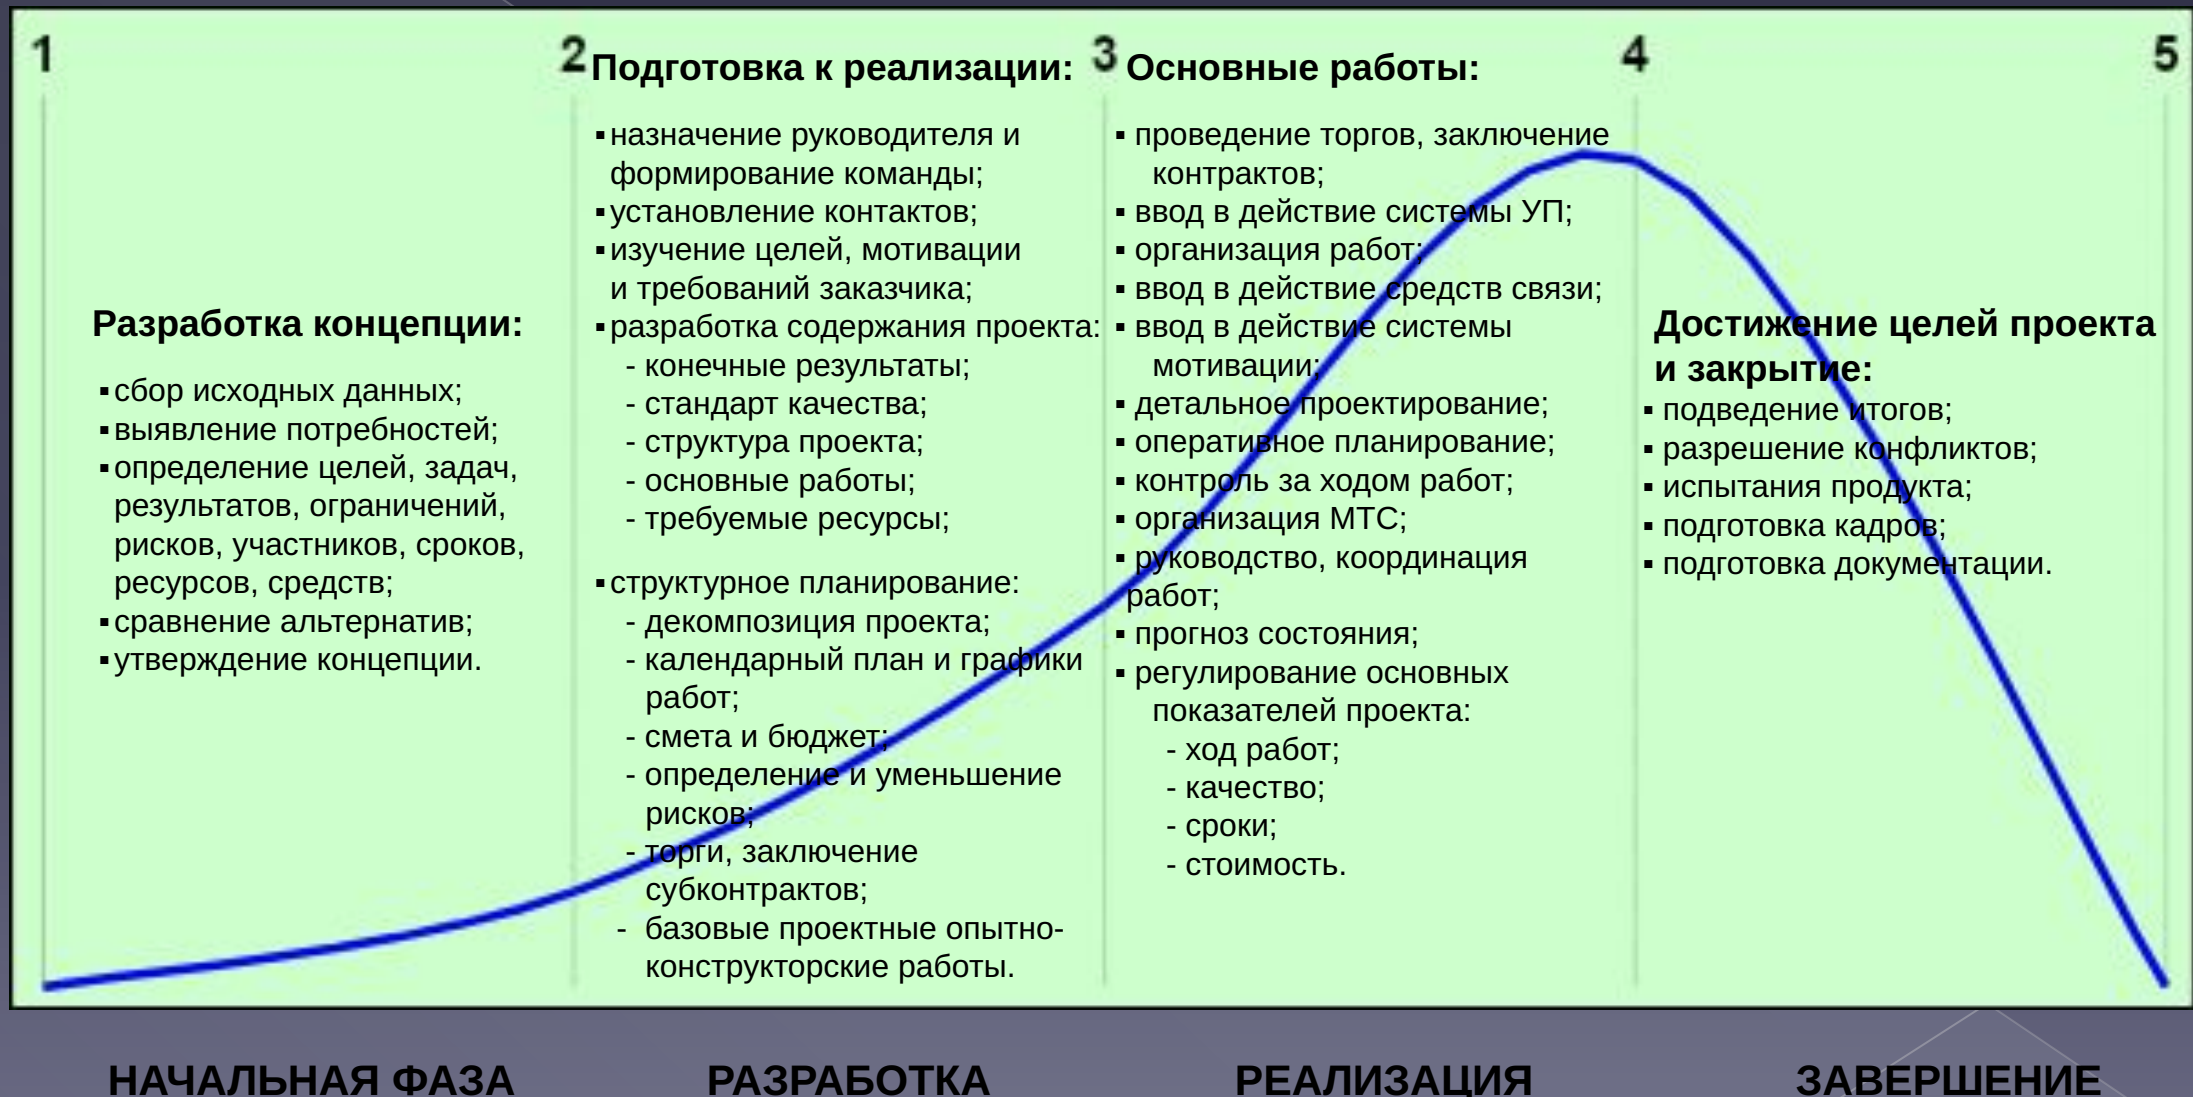 1
2
3
4
5
Разработка концепции:
▪сбор исходных данных;
▪выявление потребностей;
▪определение целей, задач,
результатов, ограничений,
рисков, участников, сроков,
ресурсов, средств;
▪сравнение альтернатив;
▪утверждение концепции.
Подготовка к реализации:
▪назначение руководителя и
формирование команды;
▪установление контактов;
▪изучение целей, мотивации
и требований заказчика;
▪разработка содержания проекта:
- конечные результаты;
- стандарт качества;
- структура проекта;
- основные работы;
- требуемые ресурсы;
▪структурное планирование:
- декомпозиция проекта;
- календарный план и графики
работ;
- смета и бюджет;
- определение и уменьшение
рисков;
- торги, заключение
субконтрактов;
- базовые проектные опытно-
конструкторские работы.
Основные работы:
▪ проведение торгов, заключение
контрактов;
▪ ввод в действие системы УП;
▪ организация работ;
▪ ввод в действие средств связи;
▪ ввод в действие системы
мотивации;
▪ детальное проектирование;
▪ оперативное планирование;
▪ контроль за ходом работ;
▪ организация МТС;
▪ руководство, координация
работ;
▪ прогноз состояния;
▪ регулирование основных
показателей проекта:
- ход работ;
- качество;
- сроки;
- стоимость.
Достижение целей проекта
и закрытие:
▪ подведение итогов;
▪ разрешение конфликтов;
▪ испытания продукта;
▪ подготовка кадров;
▪ подготовка документации.
НАЧАЛЬНАЯ ФАЗА
РАЗРАБОТКА
РЕАЛИЗАЦИЯ
ЗАВЕРШЕНИЕ